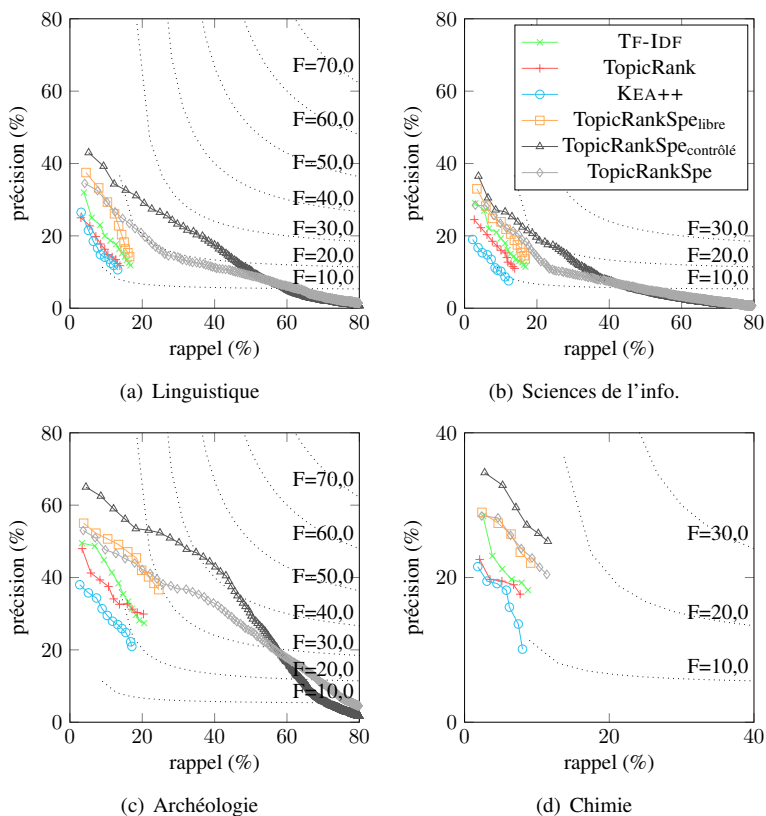 80
60
40
20
0
0
20
40
60
80
précision (%)
rappel (%)
F=70,0
F=60,0
F=50,0
F=40,0
F=30,0
F=20,0
F=10,0
(a) Linguistique
80
60
40
20
0
0
20
40
60
80
précision (%)
rappel (%)
TF-IDF
TopicRank
KEA++
TopicRankSpelibre
TopicRankSpecontrôlé
TopicRankSpe
F=30,0
F=20,0
F=10,0
(b) Sciences de l'info.
80
60
40
20
0
0
20
40
60
80
précision (%)
rappel (%)
F=70,0
F=60,0
F=50,0
F=40,0
F=30,0
F=20,0
F=10,0
(c) Archéologie
40
20
0
0
20
40
précision (%)
rappel (%)
F=30,0
F=20,0
F=10,0
(d) Chimie